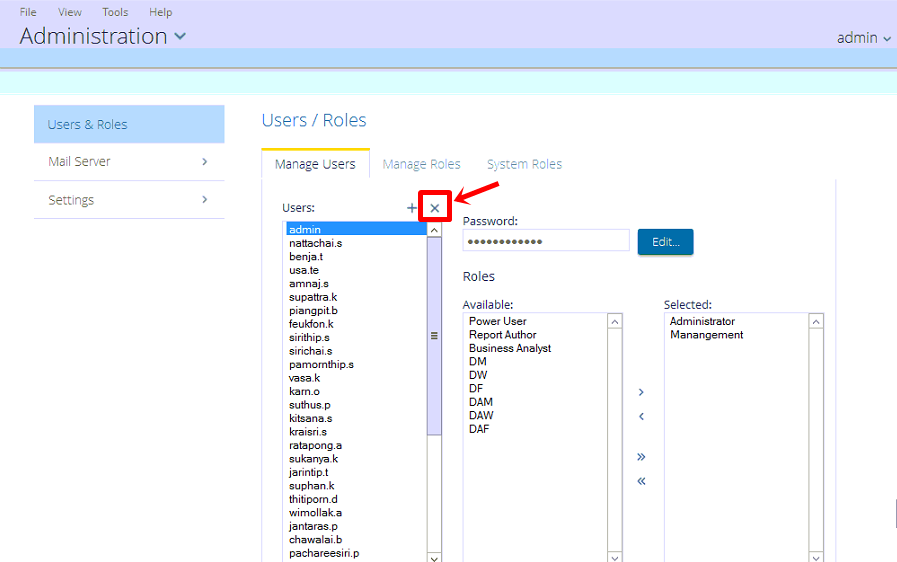 File View Tools Help
Administration
admin
Users & Roles
Mail Server
Settings
Users / Roles
Manage Users Manage Roles System Roles
Users:
admin
nattachai.s
benja.t
usa.te
amnaj.s
supattra.k
piangpit.b
feukfon.k
sirithip.s
sirichai.s
pamornthip.s
vasa.k
karn.o
suthus.p
kitsana.s
kraisri.s
ratapong.a
sukanya.k
jarintip.t
suphan.k
thitiporn.d
wimollak.a
jantaras.p
chawalai.b
pachareesiri.p
Password:
Edit...
Roles
Available:
Power User
Report Author
Business Analyst
DM
DW
DF
DAM
DAW
DAF
Selected:
Administrator
Manangement